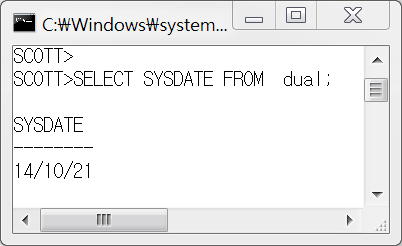 C:₩Windows₩system...
SCOTT>
SCOTT>SELECT SYSDATE FROM  dual;
SYSDATE
--------
14/10/21